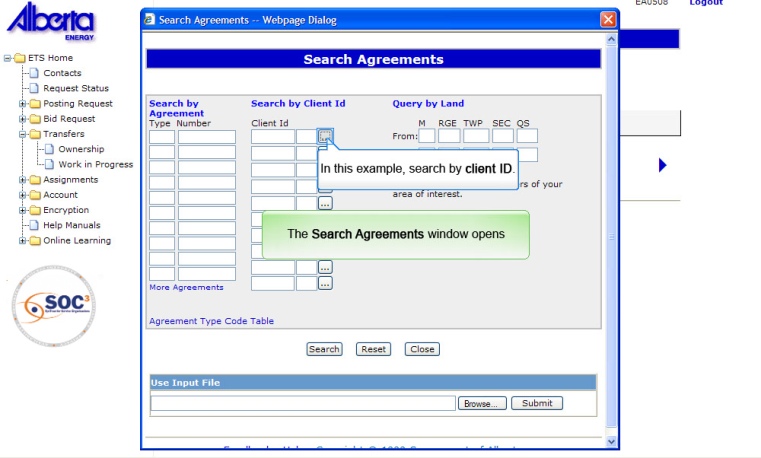 EA0508 Logout
Alberta
ENERGY
ETS Home
Contacts
Request Status
Posting Request
Bid Request
Transfers
Ownership
Work in Progress
Assignments
Account
Encryption
Help Manuals
Online Learning
SOC3
Search Agreements -- Webpage Dialog
Search Agreements
Search by
Agreement
Type Number
Search by Client Id
Client Id
Query by Land
M RGE TWP SEC QS
From:
In this example, search by client ID.
rs of your
area of interest.
...
The Search Agreements window opens
...
...
More Agreements
Agreement Type Code Table
Search Reset Close
Use Input File
Browse... Submit